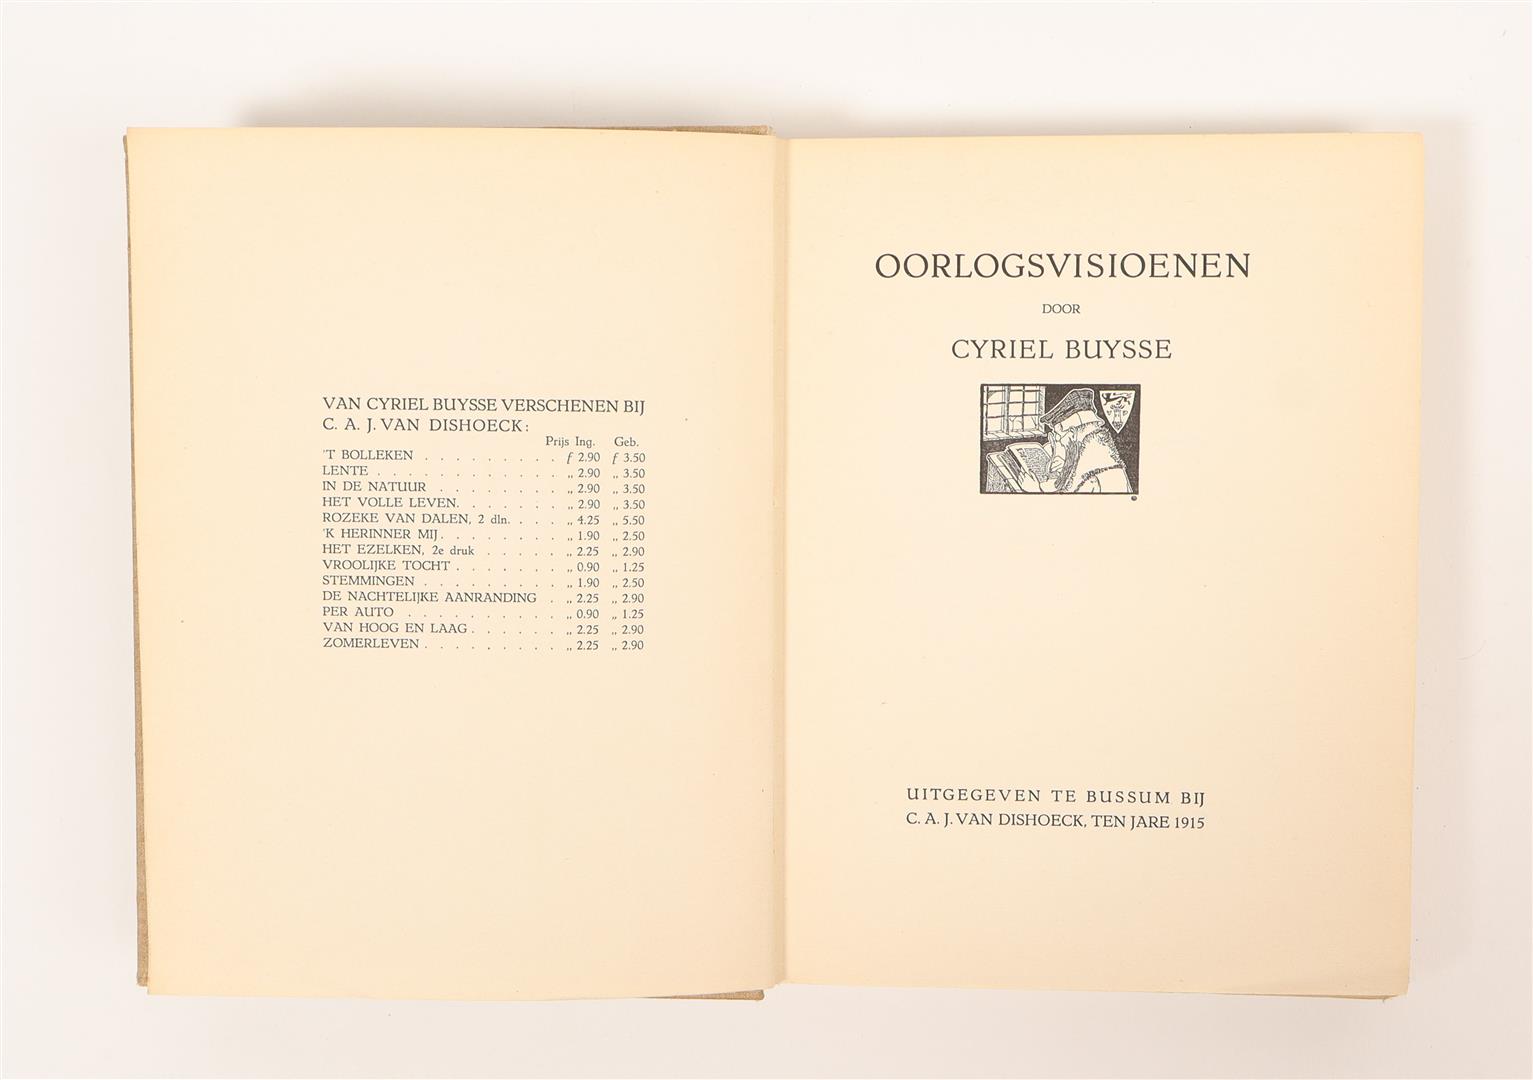 VAN CYRIEL BUYSSE VERSCHENEN BIJ
C. A. J. VAN DISHOECK:
Prijs Ing. Geb.
'T BOLLEKEN . . . . . . . . . ƒ 2.90 ƒ 3.50
LENTE . . . . . . . . . . . . „ 2.90 „ 3.50
IN DE NATUUR . . . . . . . . „ 2.90 „ 3.50
HET VOLLE LEVEN. . . . . . . „ 2.90 „ 3.50
ROZEKE VAN DALEN, 2 dln. . . . „ 4.25 „ 5.50
'K HERINNER MIJ. . . . . . . . „ 1.90 „ 2.50
HET EZELKEN, 2e druk . . . . . „ 2.25 „ 2.90
VROOLIJKE TOCHT . . . . . . . „ 0.90 „ 1.25
STEMMINGEN . . . . . . . . . „ 1.90 „ 2.50
DE NACHTELIJKE AANRANDING . „ 2.25 „ 2.90
PER AUTO . . . . . . . . . . „ 0.90 „ 1.25
VAN HOOG EN LAAG . . . . . . „ 2.25 „ 2.90
ZOMERLEVEN . . . . . . . . . „ 2.25 „ 2.90
OORLOGSVISIOENEN
DOOR
CYRIEL BUYSSE
UITGEGEVEN TE BUSSUM BIJ
C. A. J. VAN DISHOECK, TEN JARE 1915